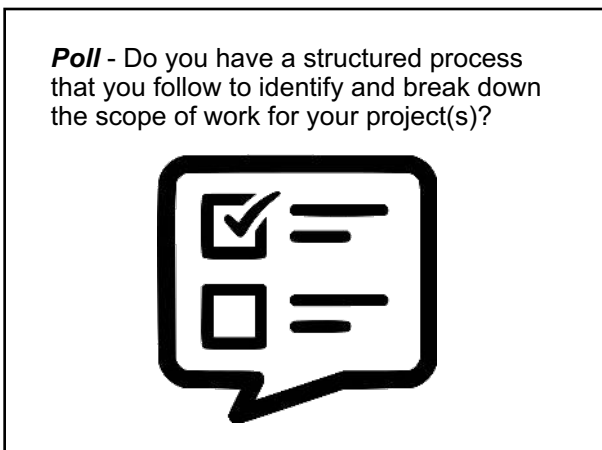 Poll - Do you have a structured process
that you follow to identify and break down
the scope of work for your project(s)?